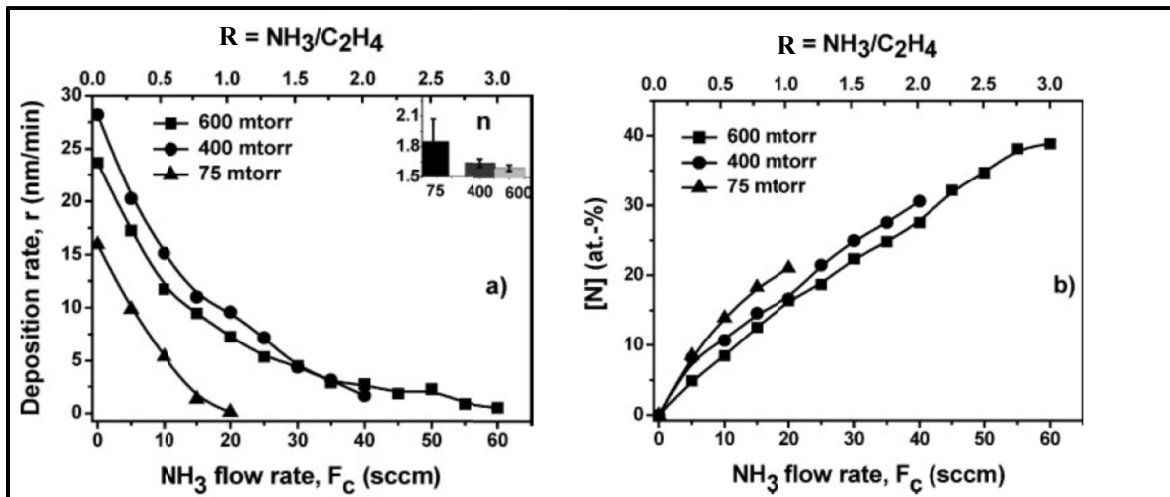 R = NH3/C2H4
0.0 0.5 1.0 1.5 2.0 2.5 3.0
30
25
20
15
10
5
0
Deposition rate, r (nm/min)
600 mtorr
400 mtorr
75 mtorr
n
2.1
1.8
1.5
75 400 600
a)
0 10 20 30 40 50 60
NH3 flow rate, Fc (sccm)
R = NH3/C2H4
0.0 0.5 1.0 1.5 2.0 2.5 3.0
40
30
20
10
0
[N] (at.-%)
600 mtorr
400 mtorr
75 mtorr
b)
0 10 20 30 40 50 60
NH3 flow rate, Fc (sccm)